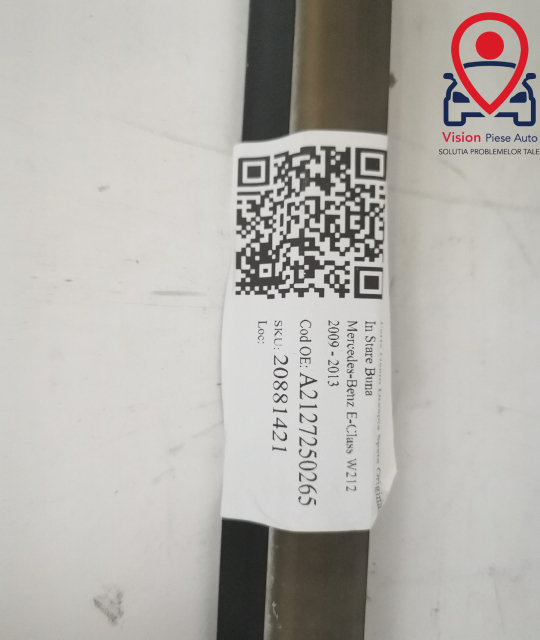 Vision Piese Auto
SOLUTIA PROBLEMELOR TALE
In Stare Buna
Mercedes-Benz E-Class W212
2009 - 2013
Cod OE: A2127250265
SKU: 20881421
Loc: